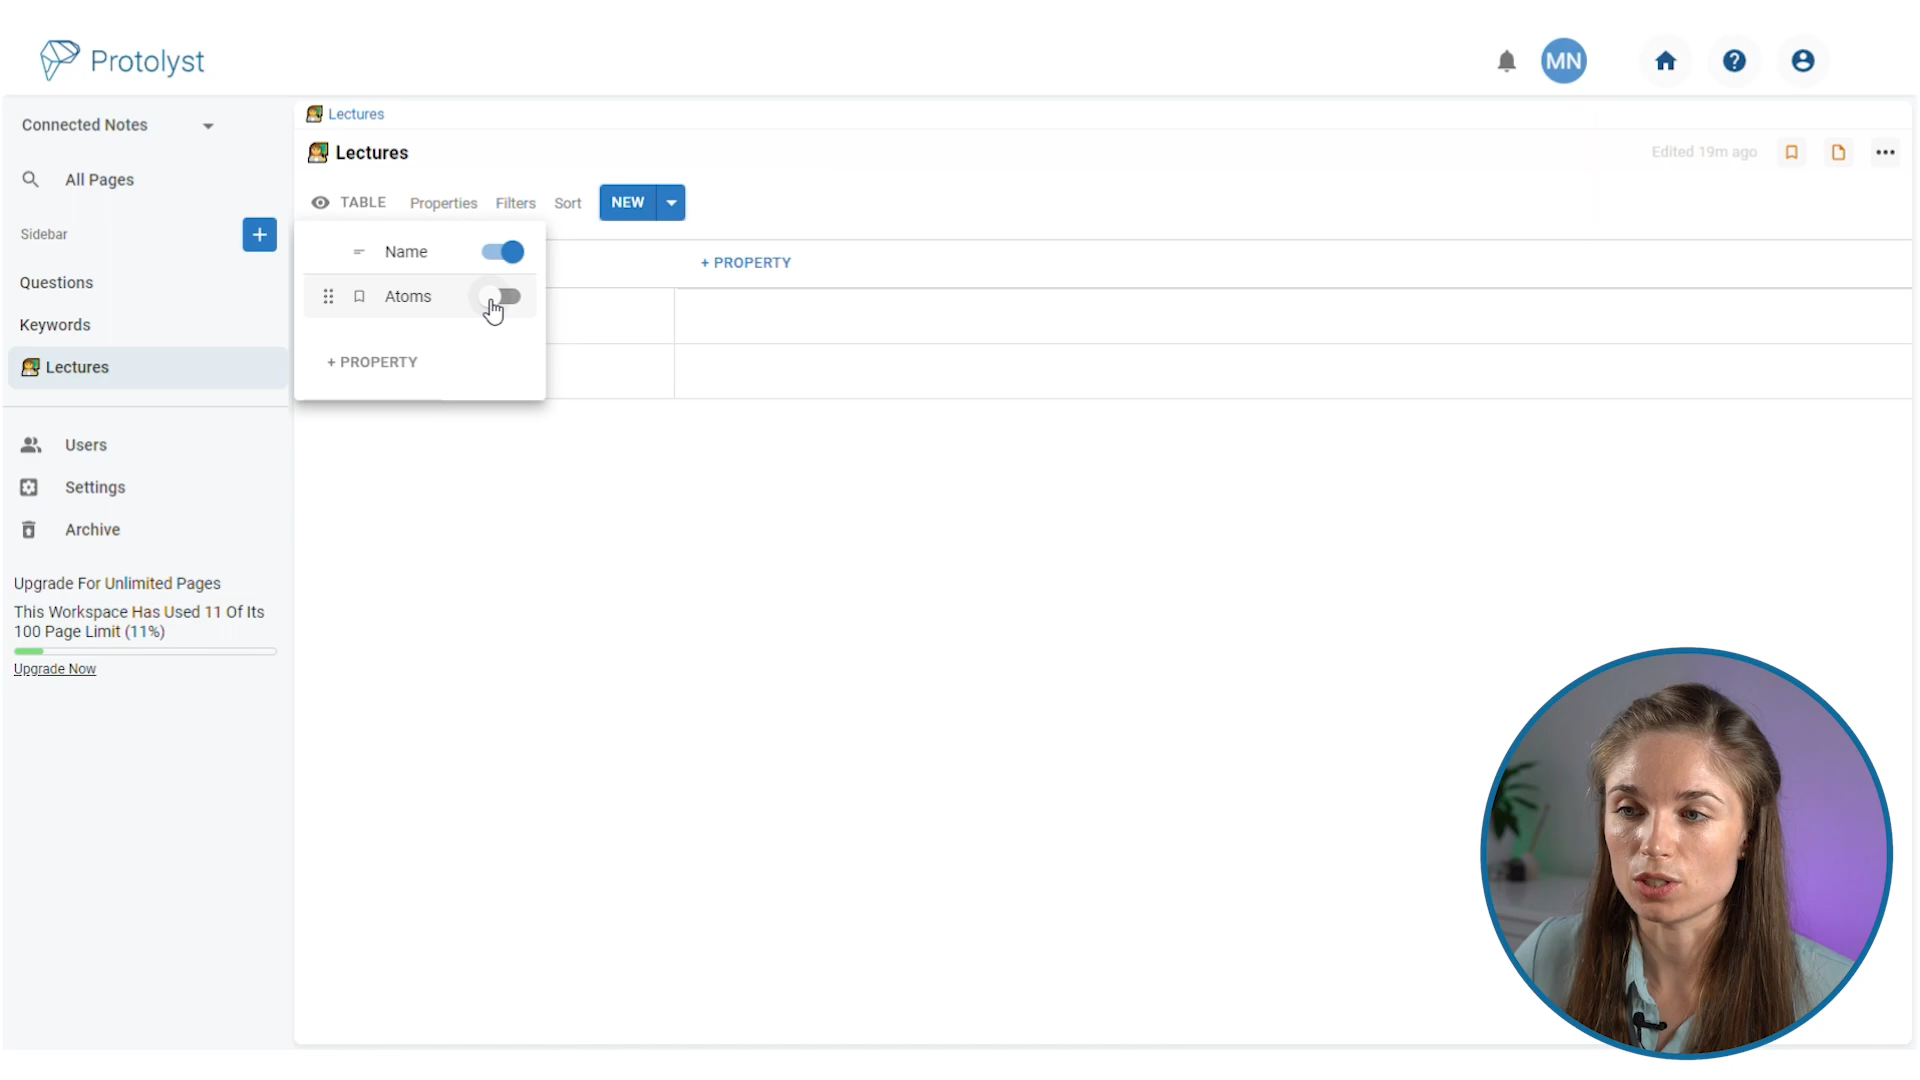 Protolyst
MN
Connected Notes
Lectures
Lectures
Edited 19m ago
All Pages
TABLE
Properties
Filters
Sort
NEW
Sidebar
+
Name
+ PROPERTY
Questions
Atoms
Keywords
+ PROPERTY
Lectures
Users
Settings
Archive
Upgrade For Unlimited Pages
This Workspace Has Used 11 Of Its
100 Page Limit (11%)
Upgrade Now